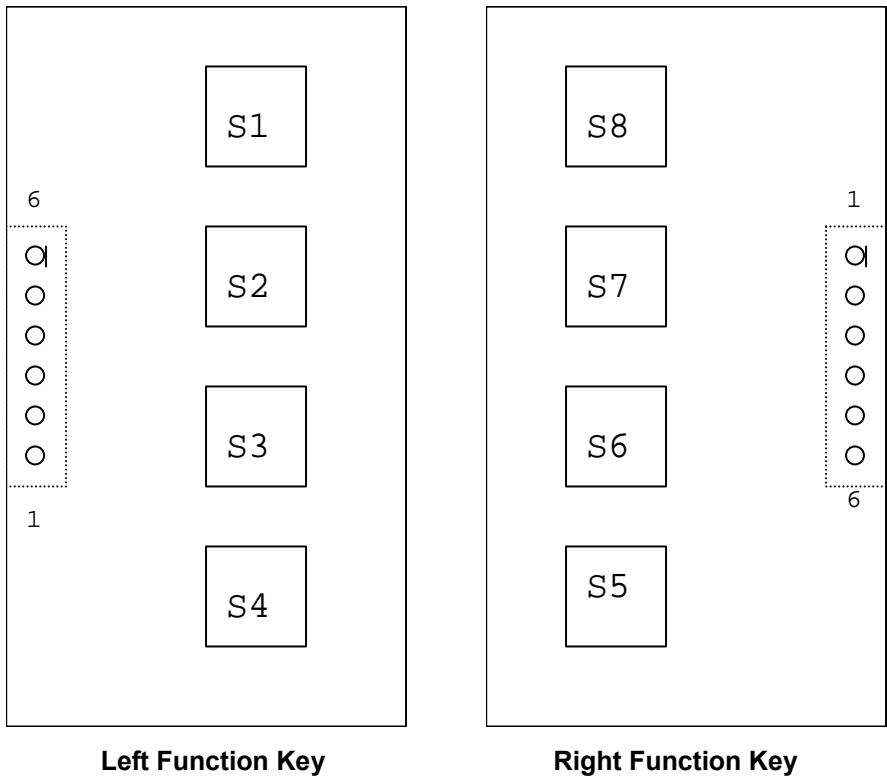 S1
6
S2
S3
1
S4
Left Function Key
S8
1
S7
S6
6
S5
Right Function Key